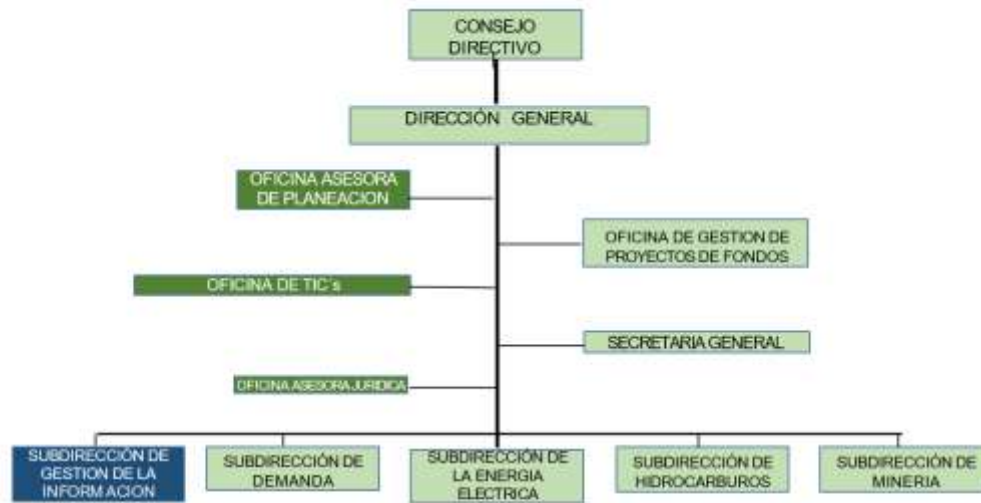 CONSEJO
DIRECTIVO
DIRECCIÓN GENERAL
OFICINA ASESORA
DE PLANEACION
OFICINA DE GESTION DE
PROYECTOS DE FONDOS
OFICINA DE TIC´s
SECRETARIA GENERAL
OFICINA ASESORA JURIDICA
SUBDIRECCIÓN DE
GESTION DE LA
INFORMACION
SUBDIRECCIÓN DE
DEMANDA
SUBDIRECCIÓN DE
LA ENERGIA
ELECTRICA
SUBDIRECCIÓN DE
HIDROCARBUROS
SUBDIRECCIÓN DE
MINERIA